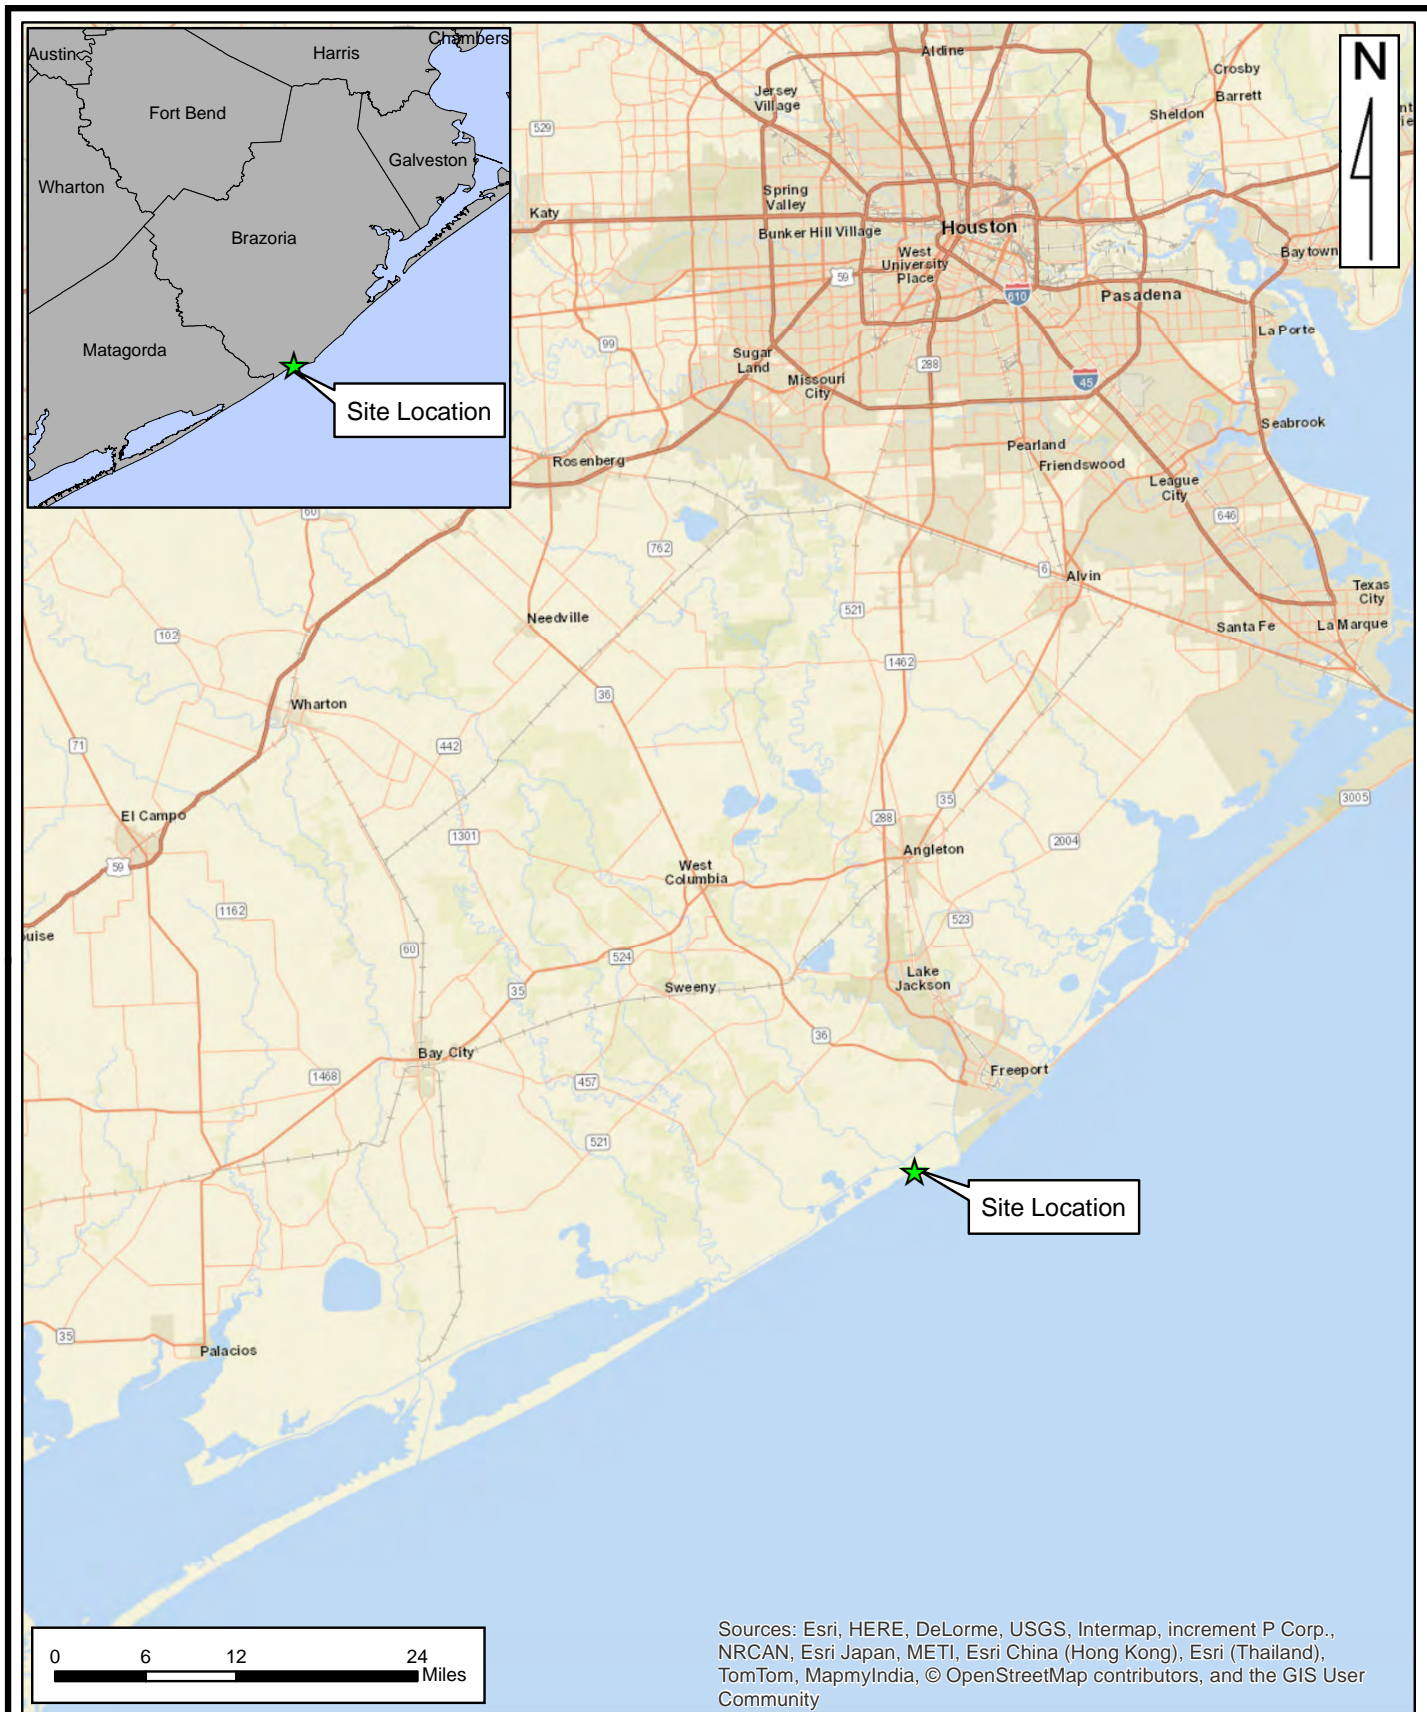 Austin
Harris
Chambers
Fort Bend
Galveston
Wharton
Brazoria
Matagorda
Site Location
N
Aldine
Crosby
Barrett
Jersey
Village
Sheldon
529
Spring
Valley
Katy
Bunker Hill Village
Houston
West
University
Place
Baytown
59
610
Pasadena
La Porte
99
Sugar
Land
288
Missouri
City
45
Seabrook
Pearland
Friendswood
Rosenberg
League
City
60
646
762
6
Alvin
Texas
City
Needville
521
Santa Fe
La Marque
102
1462
36
Wharton
71
442
35
3005
El Campo
288
1301
2004
Angleton
59
West
Columbia
1162
523
uise
60
524
Lake
Jackson
Sweeny
35
36
Bay City
Freeport
1468
457
521
Site Location
35
Palacios
0 6 12 24
Miles
Sources: Esri, HERE, DeLorme, USGS, Intermap, increment P Corp.,
NRCAN, Esri Japan, METI, Esri China (Hong Kong), Esri (Thailand),
TomTom, MapmyIndia, © OpenStreetMap contributors, and the GIS User
Community